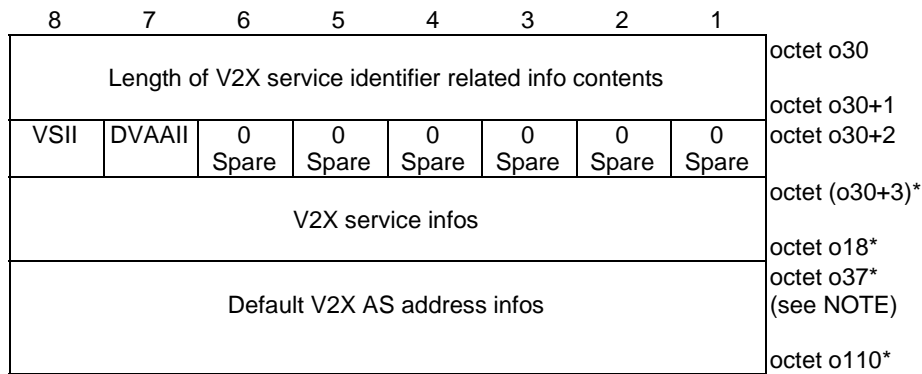 8 7 6 5 4 3 2 1
Length of V2X service identifier related info contents
octet o30
octet o30+1
VSII DVAAII 0 Spare 0 Spare 0 Spare 0 Spare 0 Spare 0 Spare
octet o30+2
V2X service infos
octet (o30+3)*
octet o18*
Default V2X AS address infos
octet o37*
(see NOTE)
octet o110*